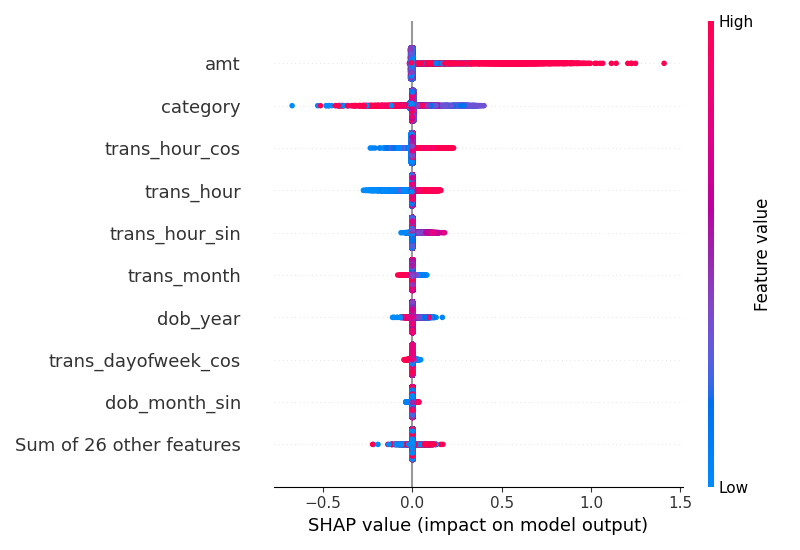 High
amt
category
trans_hour_cos
trans_hour
trans_hour_sin
trans_month
dob_year
trans_dayofweek_cos
dob_month_sin
Sum of 26 other features
Feature value
Low
−0.5 0.0 0.5 1.0 1.5
SHAP value (impact on model output)